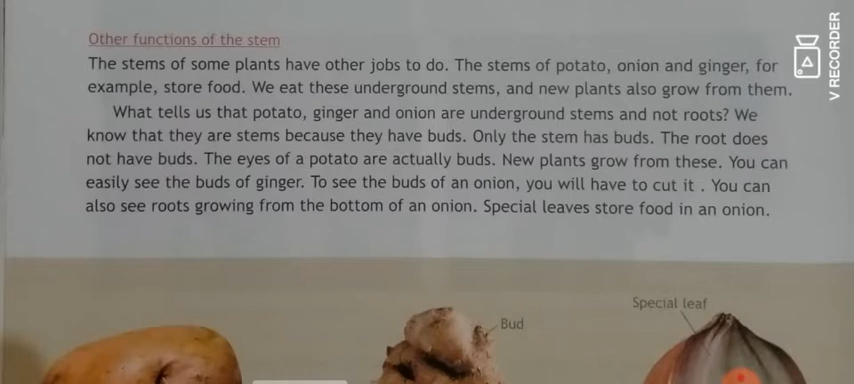 Other functions of the stem
The stems of some plants have other jobs to do. The stems of potato, onion and ginger, for
example, store food. We eat these underground stems, and new plants also grow from them.
What tells us that potato, ginger and onion are underground stems and not roots? We
know that they are stems because they have buds. Only the stem has buds. The root does
not have buds. The eyes of a potato are actually buds. New plants grow from these. You can
easily see the buds of ginger. To see the buds of an onion, you will have to cut it . You can
also see roots growing from the bottom of an onion. Special leaves store food in an onion.
Special leaf
Bud
V RECORDER